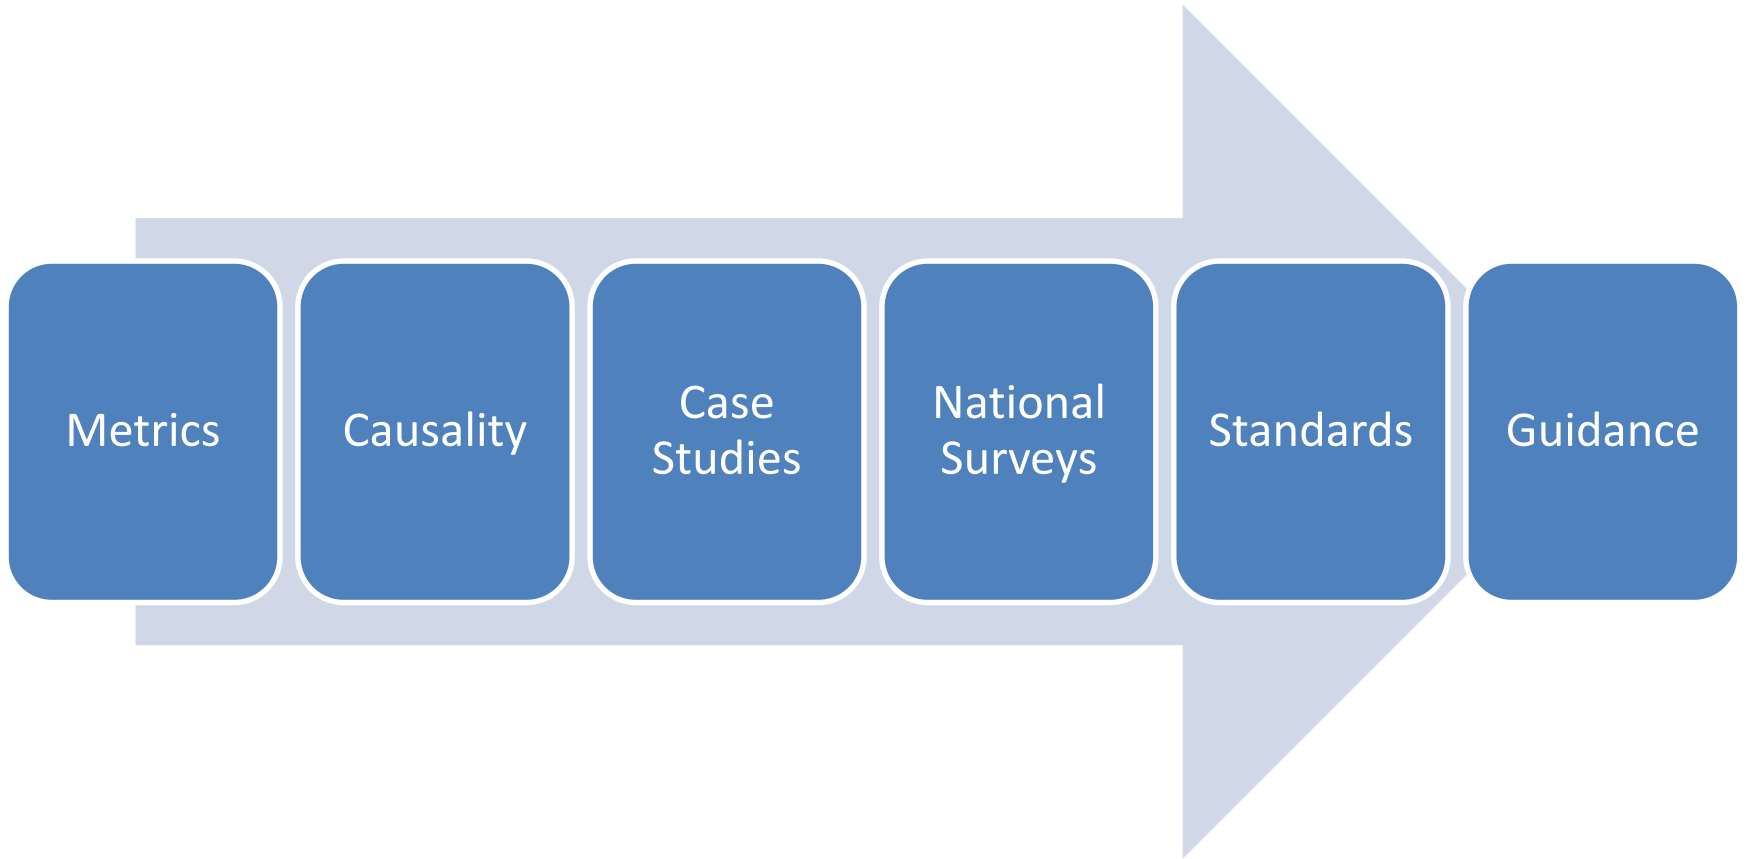 Metrics
Causality
Case
Studies
National
Surveys
Standards
Guidance